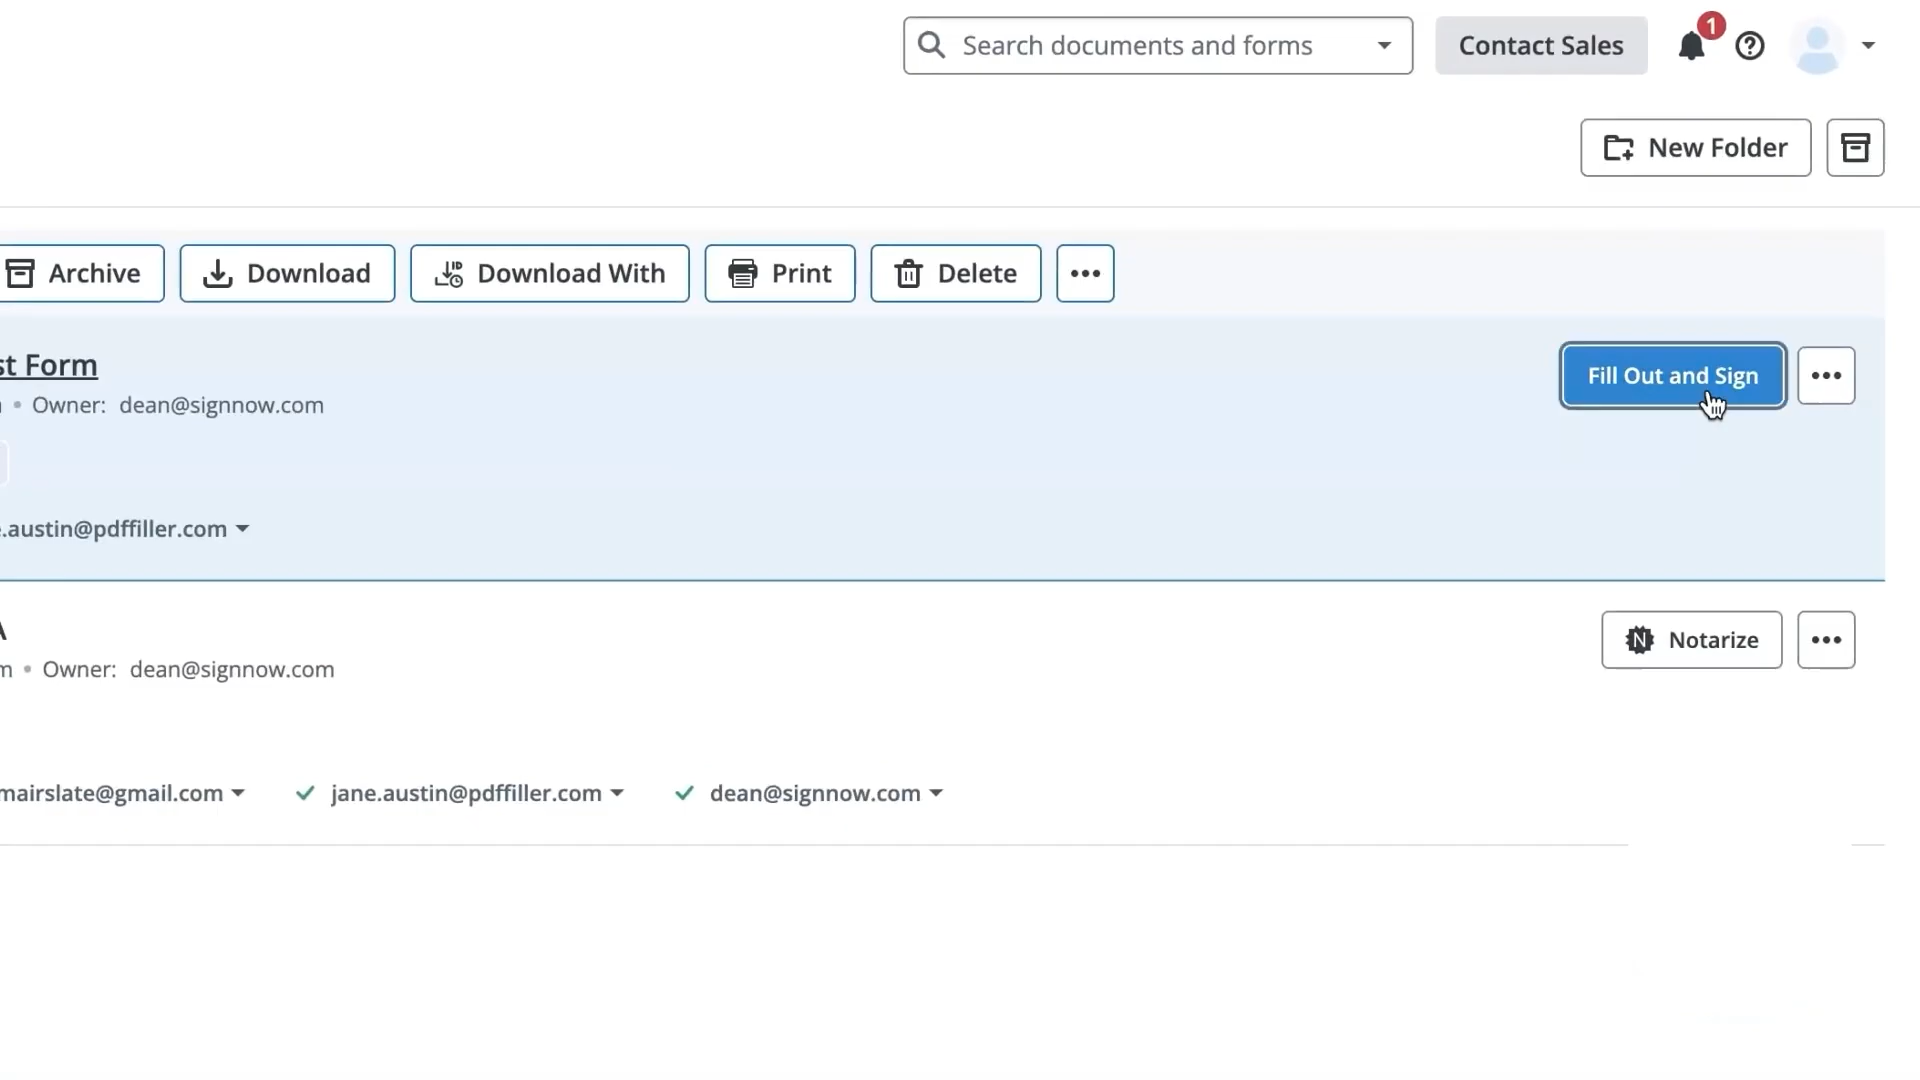 Search documents and forms
Contact Sales
1
New Folder
Archive
Download
Download With
Print
Delete
st Form
Owner: dean@signnow.com
Fill Out and Sign
.austin@pdffiller.com
A
m • Owner: dean@signnow.com
N Notarize
mairslate@gmail.com ✓ jane.austin@pdffiller.com ✓ dean@signnow.com